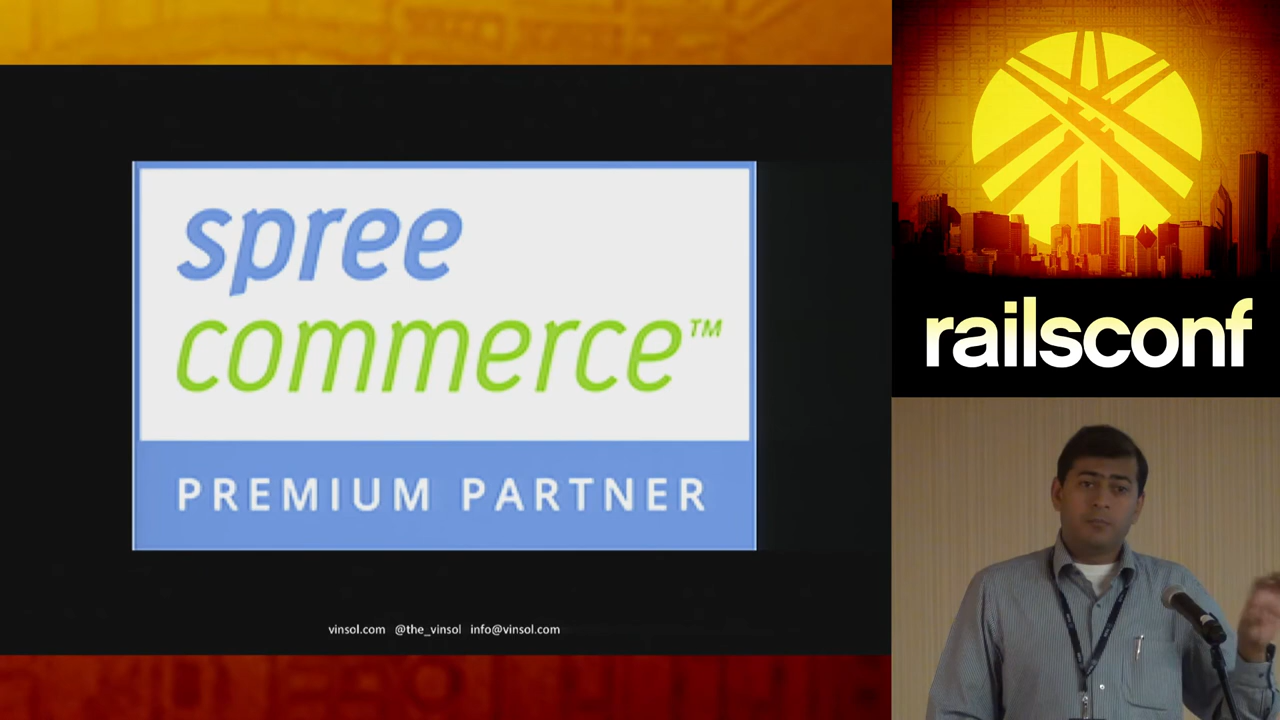 spree
commerce™
PREMIUM PARTNER
vinsol.com @the_vinsol info@vinsol.com
railsconf